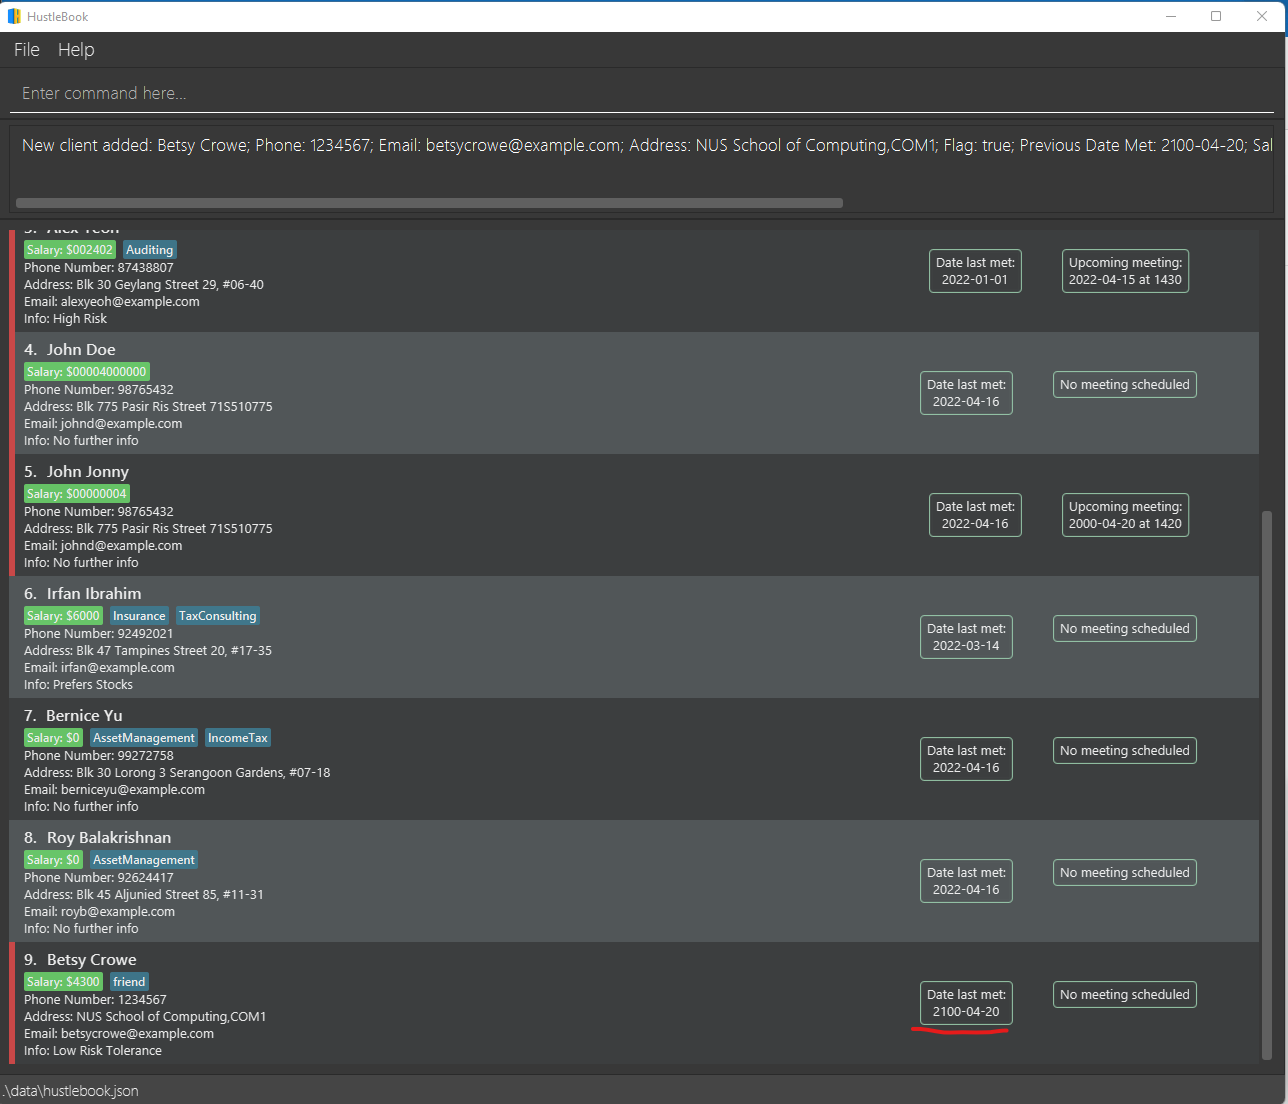 HustleBook
File Help
Enter command here...
New client added: Betsy Crowe; Phone: 1234567; Email: betsycrowe@example.com; Address: NUS School of Computing,COM1; Flag: true; Previous Date Met: 2100-04-20; Sal
3. Alex Yeoh
Salary: $002402 Auditing
Phone Number: 87438807
Address: Blk 30 Geylang Street 29, #06-40
Email: alexyeoh@example.com
Info: High Risk
Date last met:
2022-01-01
Upcoming meeting:
2022-04-15 at 1430
4. John Doe
Salary: $00004000000
Phone Number: 98765432
Address: Blk 775 Pasir Ris Street 71S510775
Email: johnd@example.com
Info: No further info
Date last met:
2022-04-16
No meeting scheduled
5. John Jonny
Salary: $00000004
Phone Number: 98765432
Address: Blk 775 Pasir Ris Street 71S510775
Email: johnd@example.com
Info: No further info
Date last met:
2022-04-16
Upcoming meeting:
2000-04-20 at 1420
6. Irfan Ibrahim
Salary: $6000 Insurance TaxConsulting
Phone Number: 92492021
Address: Blk 47 Tampines Street 20, #17-35
Email: irfan@example.com
Info: Prefers Stocks
Date last met:
2022-03-14
No meeting scheduled
7. Bernice Yu
Salary: $0 AssetManagement IncomeTax
Phone Number: 99272758
Address: Blk 30 Lorong 3 Serangoon Gardens, #07-18
Email: berniceyu@example.com
Info: No further info
Date last met:
2022-04-16
No meeting scheduled
8. Roy Balakrishnan
Salary: $0 AssetManagement
Phone Number: 92624417
Address: Blk 45 Aljunied Street 85, #11-31
Email: royb@example.com
Info: No further info
Date last met:
2022-04-16
No meeting scheduled
9. Betsy Crowe
Salary: $4300 friend
Phone Number: 1234567
Address: NUS School of Computing,COM1
Email: betsycrowe@example.com
Info: Low Risk Tolerance
Date last met:
2100-04-20
No meeting scheduled
.\data\hustlebook.json